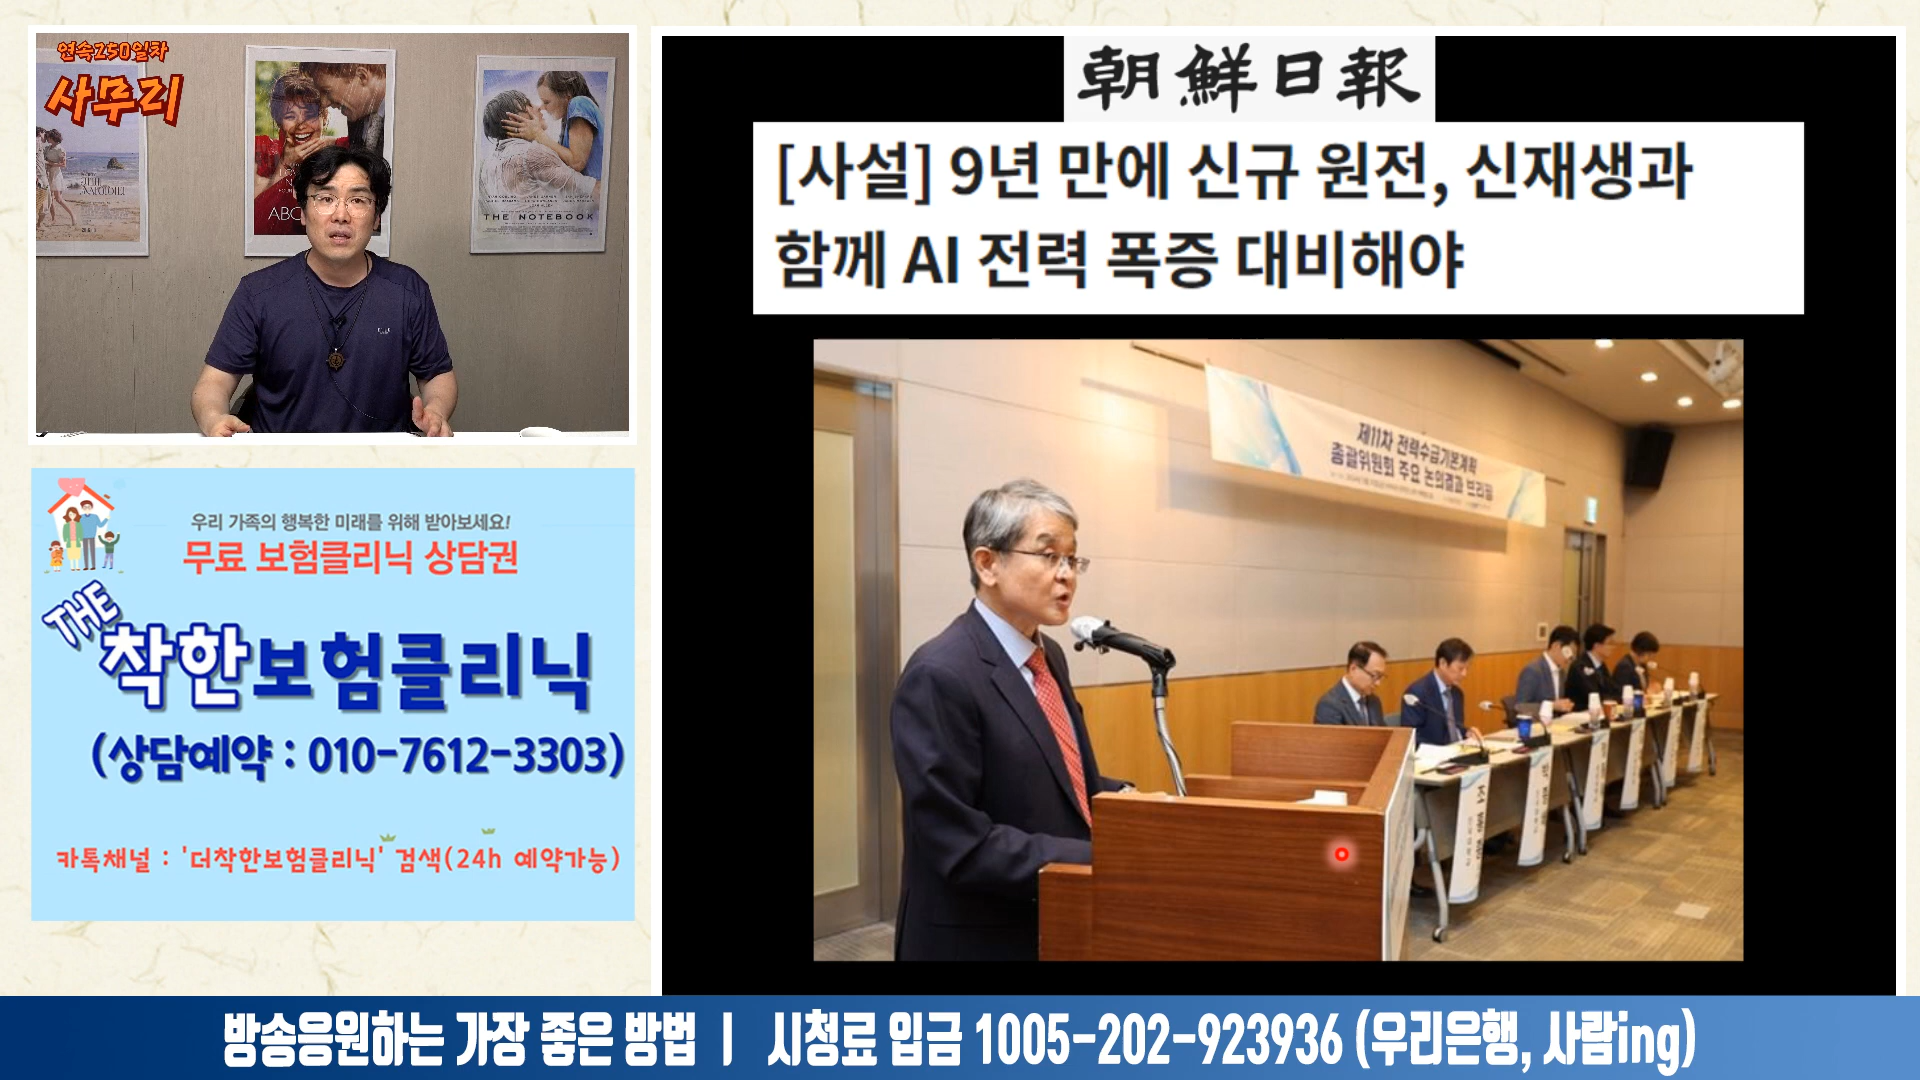 연속250일차
사무리
THE NOTEBOOK
우리 가족의 행복한 미래를 위해 받아보세요!
무료 보험클리닉 상담권
THE
착한보험클리닉
(상담예약 : 010-7612-3303)
카톡채널 : '더착한보험클리닉' 검색(24h 예약가능)
朝鮮日報
[사설] 9년 만에 신규 원전, 신재생과
함께 AI 전력 폭증 대비해야
제11차 전력수급기본계획
총괄위원회 주요 논의결과 브리핑
방송응원하는 가장 좋은 방법 ㅣ 시청료 입금 1005-202-923936 (우리은행, 사람ing)